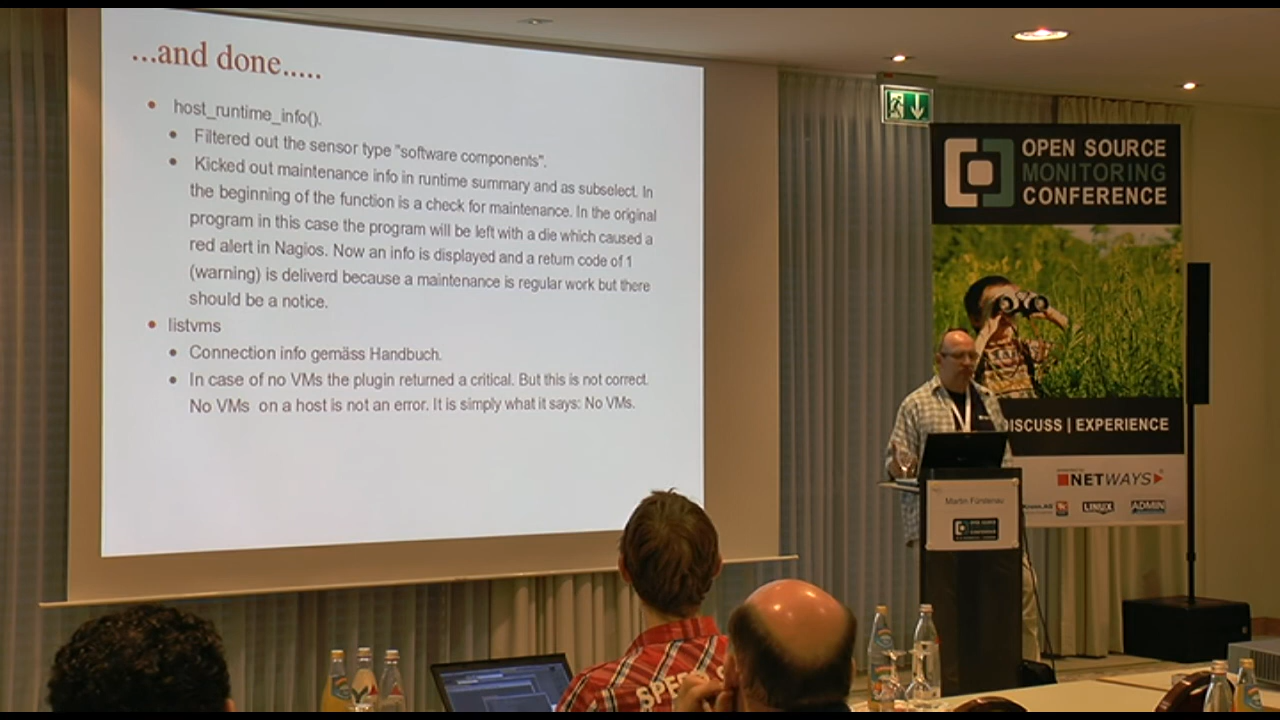 ...and done.....
host_runtime_info().
Filtered out the sensor type "software components".
Kicked out maintenance info in runtime summary and as subselect. In
the beginning of the function is a check for maintenance. In the original
program in this case the program will be left with a die which caused a
red alert in Nagios. Now an info is displayed and a return code of 1
(warning) is deliverd because a maintenance is regular work but there
should be a notice.
listvms
Connection info gemäss Handbuch.
In case of no VMs the plugin returned a critical. But this is not correct.
No VMs on a host is not an error. It is simply what it says: No VMs.
OPEN SOURCE
MONITORING
CONFERENCE
DISCUSS | EXPERIENCE
NETWAYS
LINUX
ADMIN
Martin Fürstenau
OPEN SOURCE
MONITORING
CONFERENCE